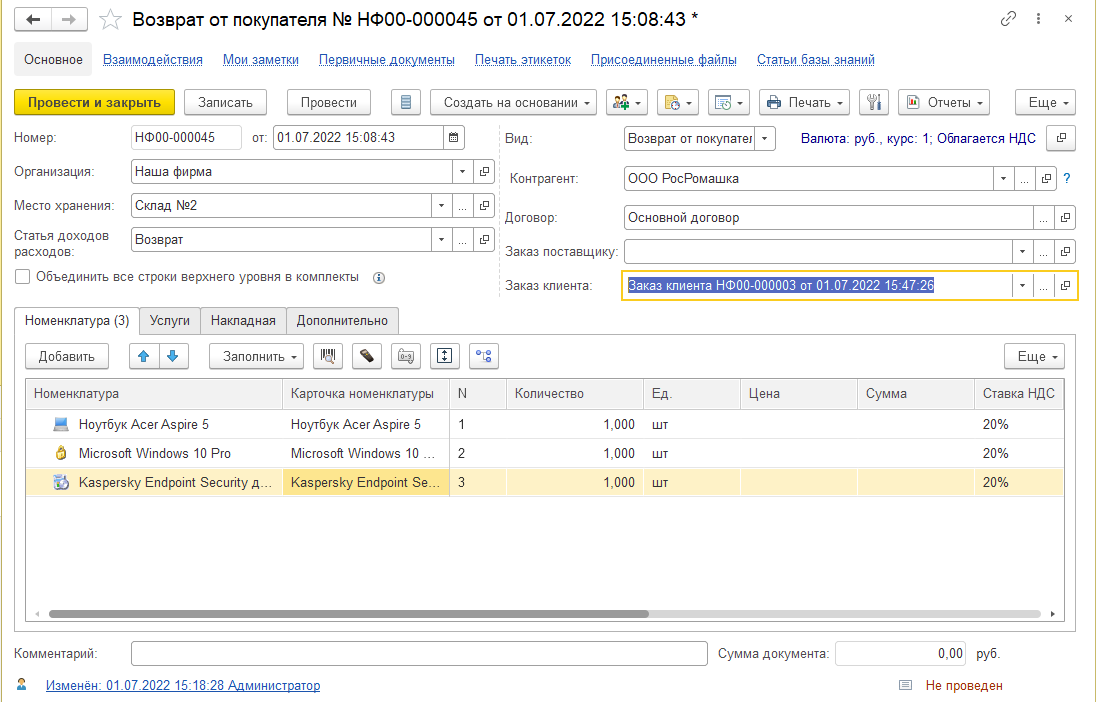 Возврат от покупателя № НФ00-000045 от 01.07.2022 15:08:43 *
Основное Взаимодействия Мои заметки Первичные документы Печать этикеток Присоединенные файлы Статьи базы знаний
Провести и закрыть Записать Провести Создать на основании Печать Отчеты Еще
Номер: НФ00-000045 от: 01.07.2022 15:08:43 Вид: Возврат от покупател Валюта: руб., курс: 1; Облагается НДС
Организация: Наша фирма Контрагент: ООО РосРомашка ... ?
Место хранения: Склад №2 ... Договор: Основной договор ...
Статья доходов расходов: Возврат ... Заказ поставщику: ...
Объединить все строки верхнего уровня в комплекты Заказ клиента: Заказ клиента НФ00-000003 от 01.07.2022 15:47:26 ...
Номенклатура (3) Услуги Накладная Дополнительно
Добавить Заполнить Еще
Номенклатура Карточка номенклатуры N Количество Ед. Цена Сумма Ставка НДС
Ноутбук Acer Aspire 5 Ноутбук Acer Aspire 5 1 1,000 шт 20%
Microsoft Windows 10 Pro Microsoft Windows 10 ... 2 1,000 шт 20%
Kaspersky Endpoint Security д... Kaspersky Endpoint Se... 3 1,000 шт 20%
Комментарий: Сумма документа: 0,00 руб.
Изменён: 01.07.2022 15:18:28 Администратор Не проведен